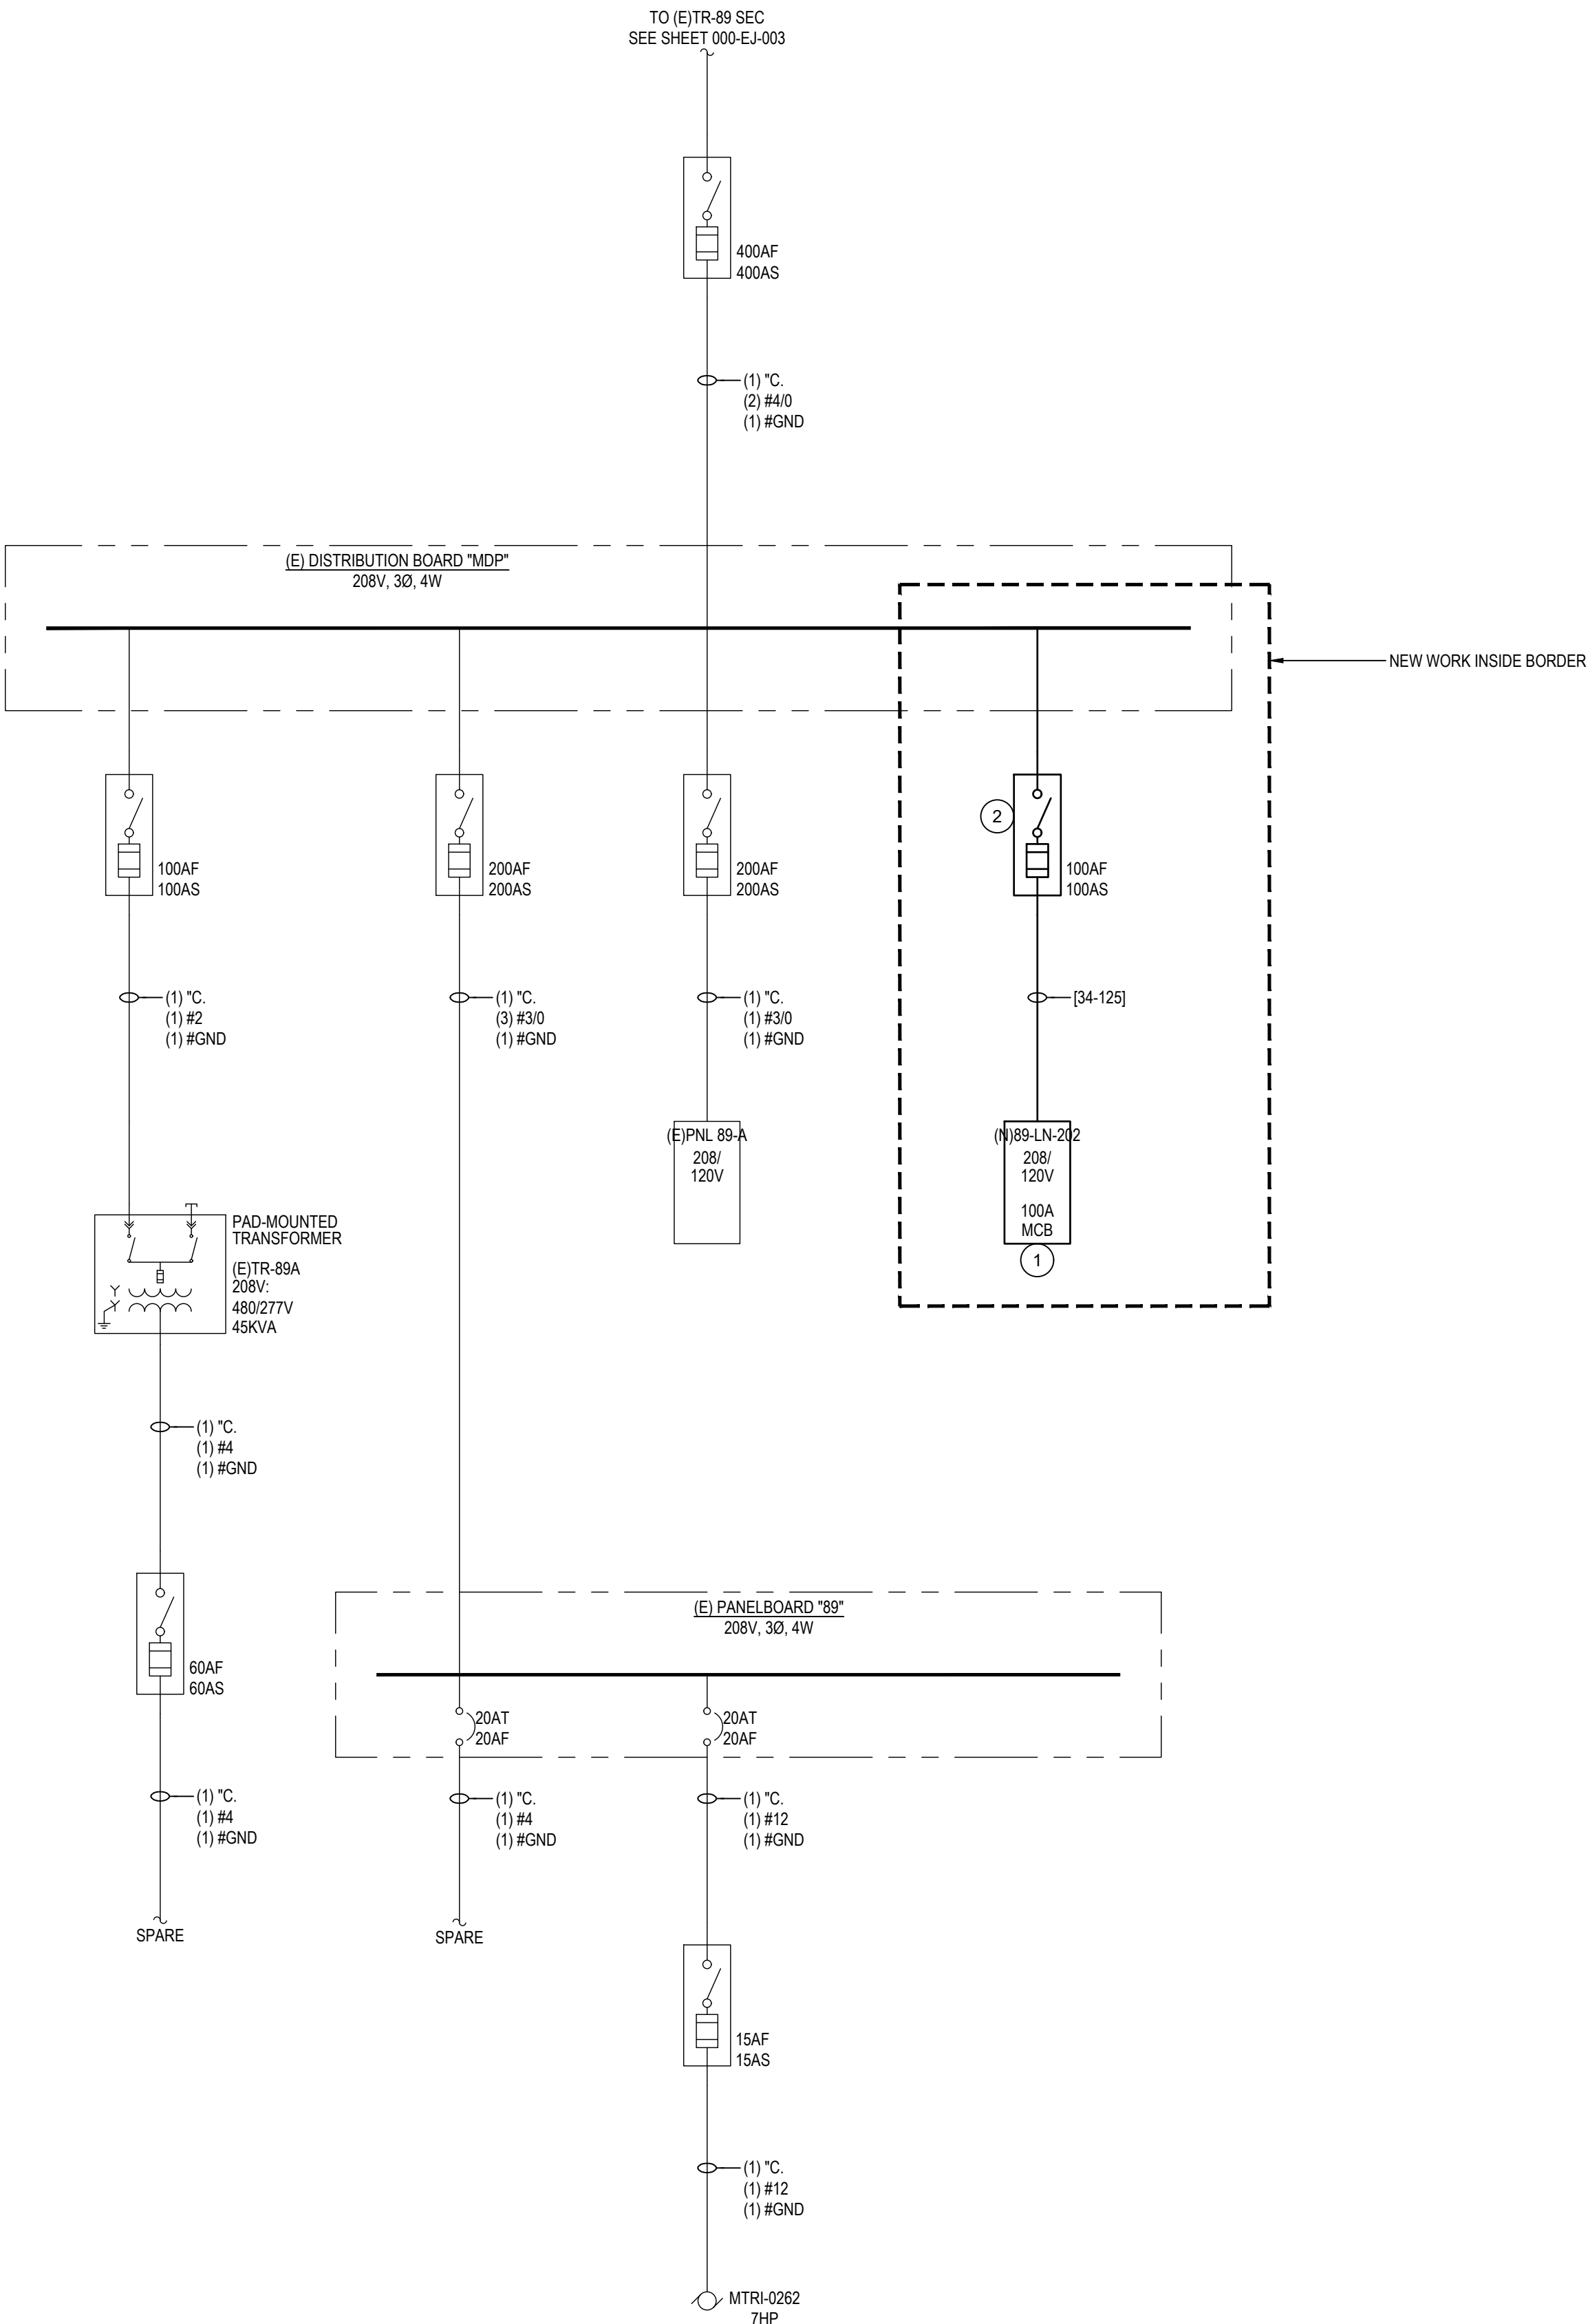 TO (E)TR-89 SEC
SEE SHEET 000-EJ-003
400AF
400AS
(1) "C.
(2) #4/0
(1) #GND
(E) DISTRIBUTION BOARD "MDP"
208V, 3Ø, 4W
NEW WORK INSIDE BORDER
100AF
100AS
200AF
200AS
200AF
200AS
2
100AF
100AS
(1) "C.
(1) #2
(1) #GND
(1) "C.
(3) #3/0
(1) #GND
(1) "C.
(1) #3/0
(1) #GND
[34-125]
(E)PNL 89-A
208/
120V
(N)89-LN-202
208/
120V
100A
MCB
1
PAD-MOUNTED
TRANSFORMER
(E)TR-89A
208V:
480/277V
45KVA
(1) "C.
(1) #4
(1) #GND
60AF
60AS
(E) PANELBOARD "89"
208V, 3Ø, 4W
20AT
20AF
20AT
20AF
(1) "C.
(1) #4
(1) #GND
(1) "C.
(1) #4
(1) #GND
(1) "C.
(1) #12
(1) #GND
SPARE
SPARE
15AF
15AS
(1) "C.
(1) #12
(1) #GND
MTRI-0262
7HP